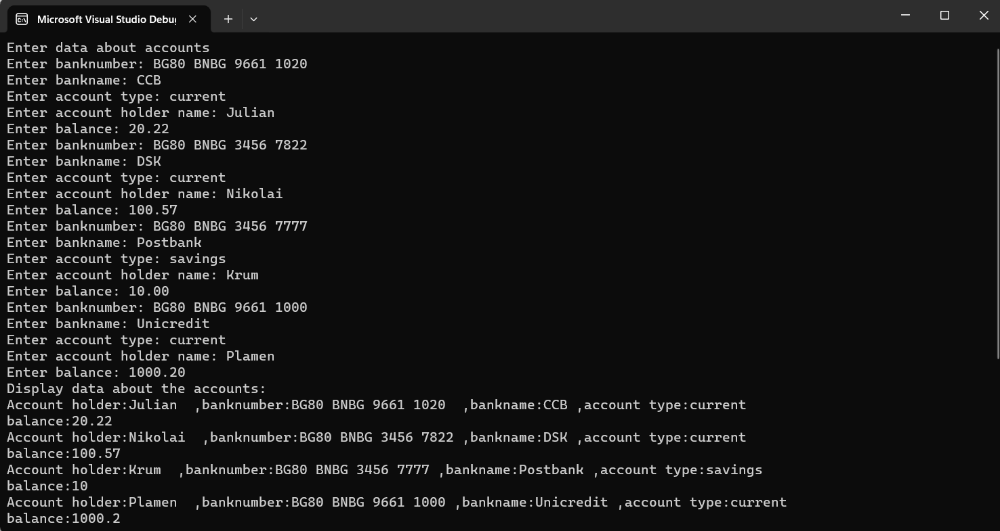 Microsoft Visual Studio Debug
Enter data about accounts
Enter banknumber: BG80 BNBG 9661 1020
Enter bankname: CCB
Enter account type: current
Enter account holder name: Julian
Enter balance: 20.22
Enter banknumber: BG80 BNBG 3456 7822
Enter bankname: DSK
Enter account type: current
Enter account holder name: Nikolai
Enter balance: 100.57
Enter banknumber: BG80 BNBG 3456 7777
Enter bankname: Postbank
Enter account type: savings
Enter account holder name: Krum
Enter balance: 10.00
Enter banknumber: BG80 BNBG 9661 1000
Enter bankname: Unicredit
Enter account type: current
Enter account holder name: Plamen
Enter balance: 1000.20
Display data about the accounts:
Account holder:Julian  ,banknumber:BG80 BNBG 9661 1020  ,bankname:CCB ,account type:current
balance:20.22
Account holder:Nikolai  ,banknumber:BG80 BNBG 3456 7822 ,bankname:DSK ,account type:current
balance:100.57
Account holder:Krum  ,banknumber:BG80 BNBG 3456 7777 ,bankname:Postbank ,account type:savings
balance:10
Account holder:Plamen  ,banknumber:BG80 BNBG 9661 1000 ,bankname:Unicredit ,account type:current
balance:1000.2